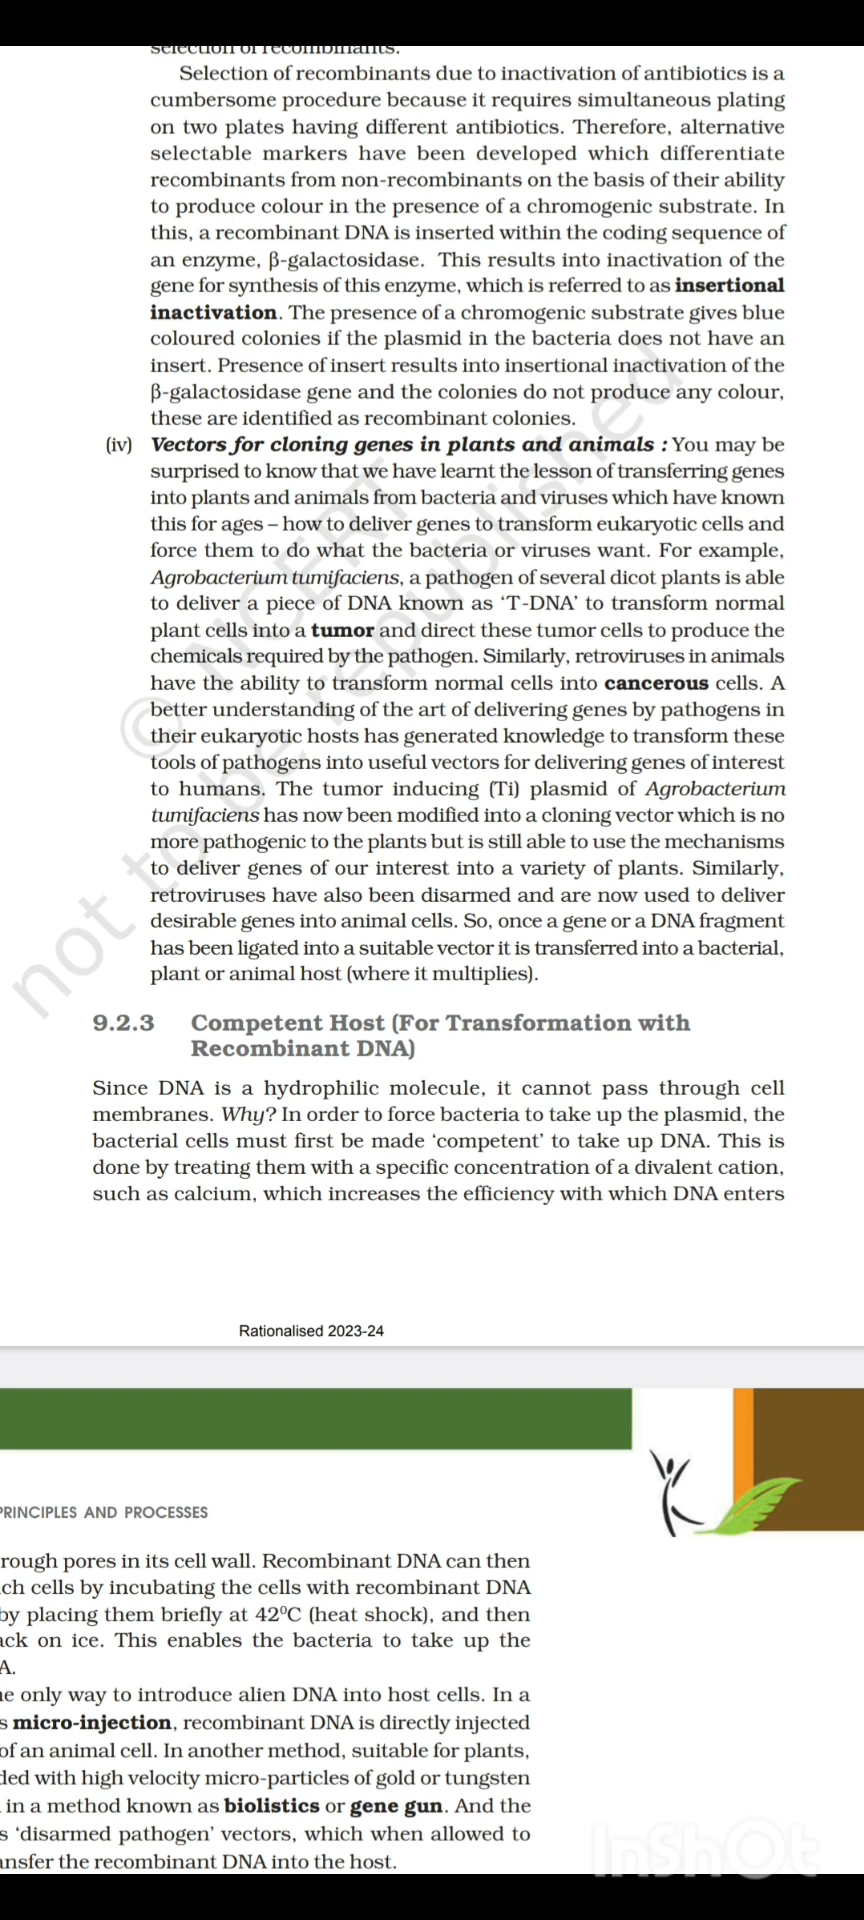 selection of recombinants.
Selection of recombinants due to inactivation of antibiotics is a
cumbersome procedure because it requires simultaneous plating
on two plates having different antibiotics. Therefore, alternative
selectable markers have been developed which differentiate
recombinants from non-recombinants on the basis of their ability
to produce colour in the presence of a chromogenic substrate. In
this, a recombinant DNA is inserted within the coding sequence of
an enzyme, β-galactosidase. This results into inactivation of the
gene for synthesis of this enzyme, which is referred to as insertional
inactivation. The presence of a chromogenic substrate gives blue
coloured colonies if the plasmid in the bacteria does not have an
insert. Presence of insert results into insertional inactivation of the
β-galactosidase gene and the colonies do not produce any colour,
these are identified as recombinant colonies.
(iv) Vectors for cloning genes in plants and animals : You may be
surprised to know that we have learnt the lesson of transferring genes
into plants and animals from bacteria and viruses which have known
this for ages – how to deliver genes to transform eukaryotic cells and
force them to do what the bacteria or viruses want. For example,
Agrobacterium tumifaciens, a pathogen of several dicot plants is able
to deliver a piece of DNA known as ‘T-DNA’ to transform normal
plant cells into a tumor and direct these tumor cells to produce the
chemicals required by the pathogen. Similarly, retroviruses in animals
have the ability to transform normal cells into cancerous cells. A
better understanding of the art of delivering genes by pathogens in
their eukaryotic hosts has generated knowledge to transform these
tools of pathogens into useful vectors for delivering genes of interest
to humans. The tumor inducing (Ti) plasmid of Agrobacterium
tumifaciens has now been modified into a cloning vector which is no
more pathogenic to the plants but is still able to use the mechanisms
to deliver genes of our interest into a variety of plants. Similarly,
retroviruses have also been disarmed and are now used to deliver
desirable genes into animal cells. So, once a gene or a DNA fragment
has been ligated into a suitable vector it is transferred into a bacterial,
plant or animal host (where it multiplies).
© NCERT
not to be republished
9.2.3 Competent Host (For Transformation with
Recombinant DNA)
Since DNA is a hydrophilic molecule, it cannot pass through cell
membranes. Why? In order to force bacteria to take up the plasmid, the
bacterial cells must first be made ‘competent’ to take up DNA. This is
done by treating them with a specific concentration of a divalent cation,
such as calcium, which increases the efficiency with which DNA enters
Rationalised 2023-24
PRINCIPLES AND PROCESSES
rough pores in its cell wall. Recombinant DNA can then
ch cells by incubating the cells with recombinant DNA
by placing them briefly at 42⁰C (heat shock), and then
ack on ice. This enables the bacteria to take up the
A.
e only way to introduce alien DNA into host cells. In a
s micro-injection, recombinant DNA is directly injected
of an animal cell. In another method, suitable for plants,
ded with high velocity micro-particles of gold or tungsten
in a method known as biolistics or gene gun. And the
s ‘disarmed pathogen’ vectors, which when allowed to
ansfer the recombinant DNA into the host.
InShOt